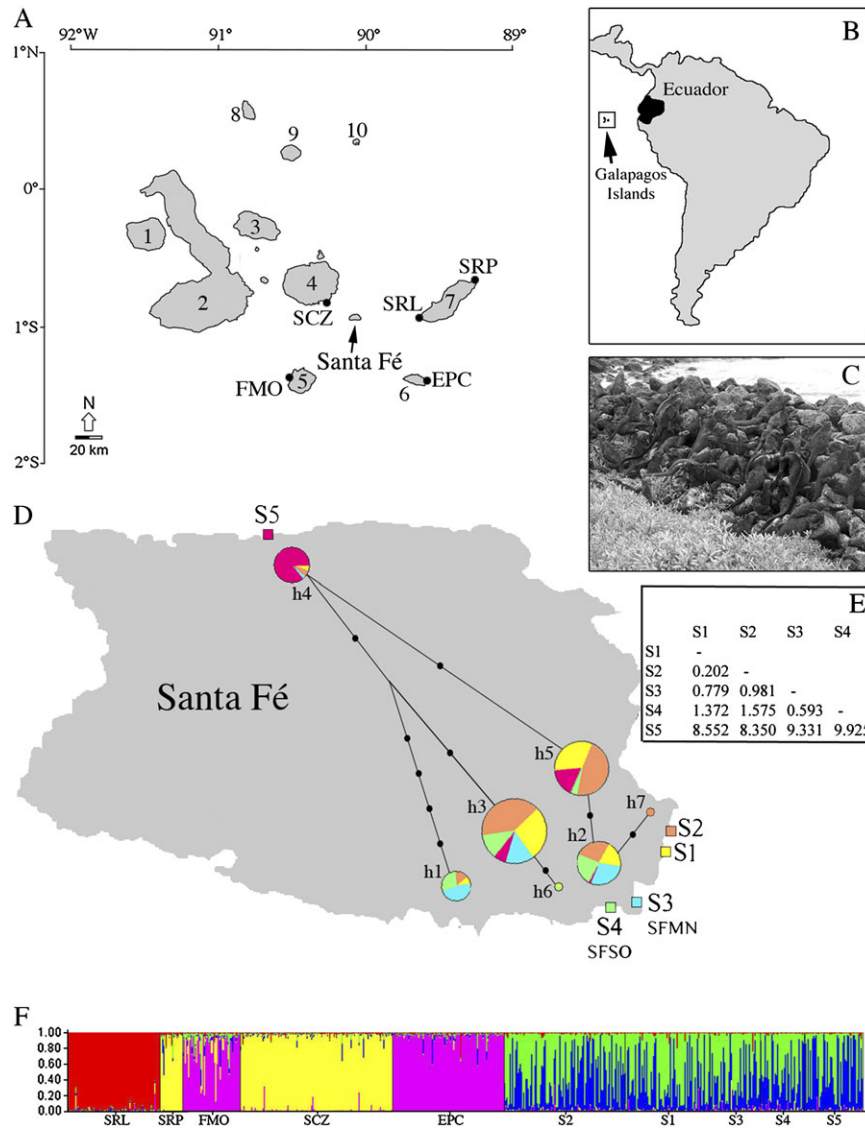 A
92°W 91° 90° 89°
1°N
0°
1°S
2°S
8
9
10
1
3
2
4
SCZ
SRP
SRL
7
Santa Fé
FMO
5
6
EPC
N
20 km
B
Ecuador
Galapagos
Islands
C
D
S5
h4
Santa Fé
h5
h3
h7
h2
S2
S1
h1
h6
S3
SFMN
S4
SFSO
E
S1 S2 S3 S4
S1 -
S2 0.202 -
S3 0.779 0.981 -
S4 1.372 1.575 0.593 -
S5 8.552 8.350 9.331 9.925
F
1.00
0.80
0.60
0.40
0.20
0.00
SRL SRP FMO SCZ EPC S2 S1 S3 S4 S5